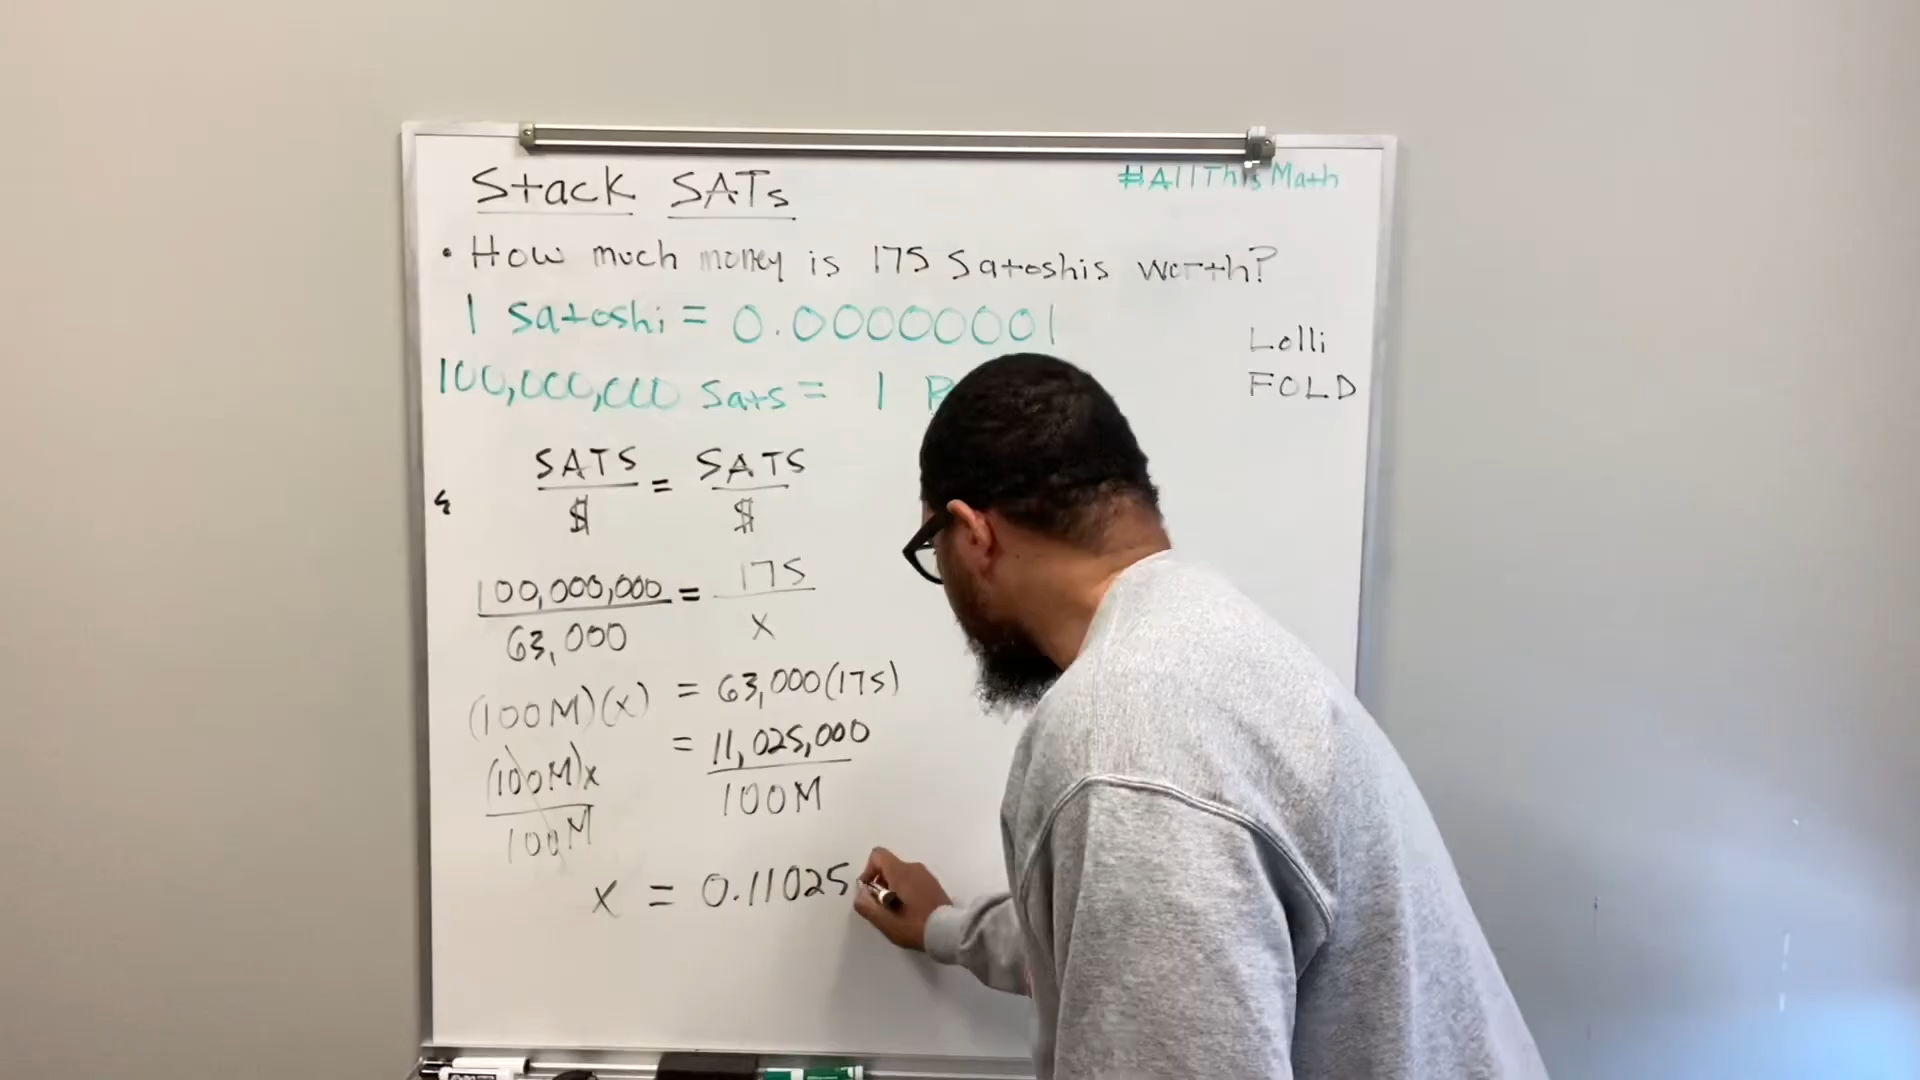 Stack SATs
#AllThisMath
• How much money is 175 Satoshis worth?
1 Satoshi = 0.00000001
Lolli
100,000,000 Sats = 1
FOLD
SATS/$ = SATS/$
100,000,000/63,000 = 175/x
(100M)(x) = 63,000(175)
(100M)x/100M = 11,025,000/100M
x = 0.11025